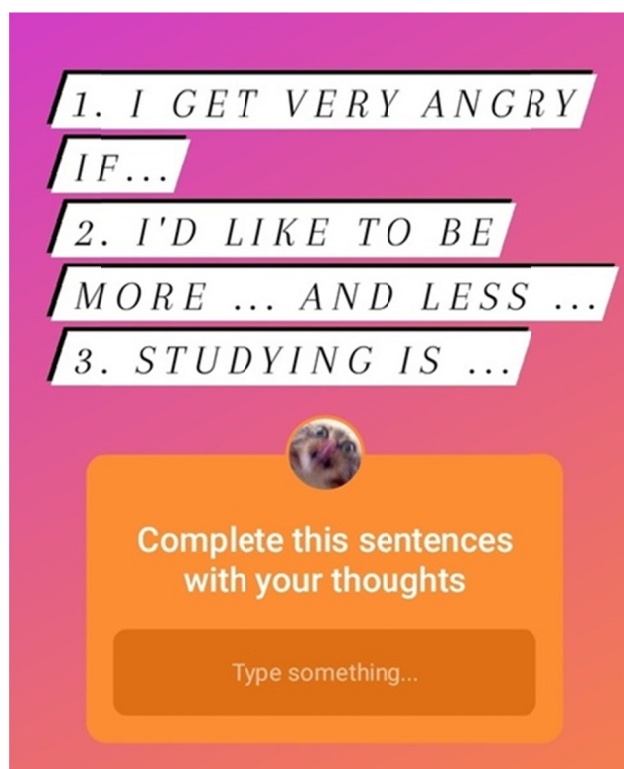 1. I GET VERY ANGRY
IF...
2. I'D LIKE TO BE
MORE ... AND LESS ...
3. STUDYING IS ...
Complete this sentences
with your thoughts
Type something...